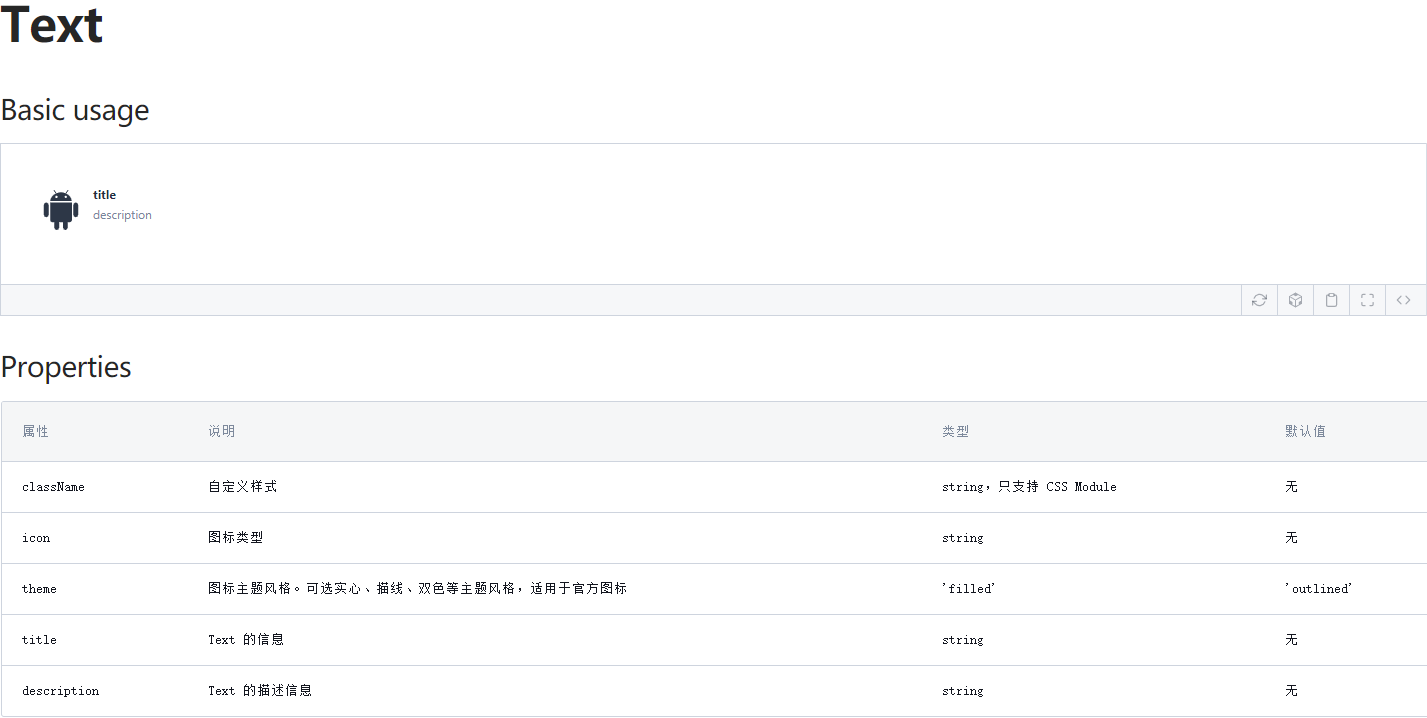 Text
Basic usage
title
description
Properties
属性 说明 类型 默认值
className 自定义样式 string，只支持 CSS Module 无
icon 图标类型 string 无
theme 图标主题风格。可选实心、描线、双色等主题风格，适用于官方图标 'filled' 'outlined'
title Text 的信息 string 无
description Text 的描述信息 string 无